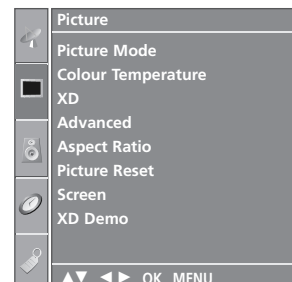 Picture
Picture Mode
Colour Temperature
XD
Advanced
Aspect Ratio
Picture Reset
Screen
XD Demo
▲▼ ◄► OK MENU